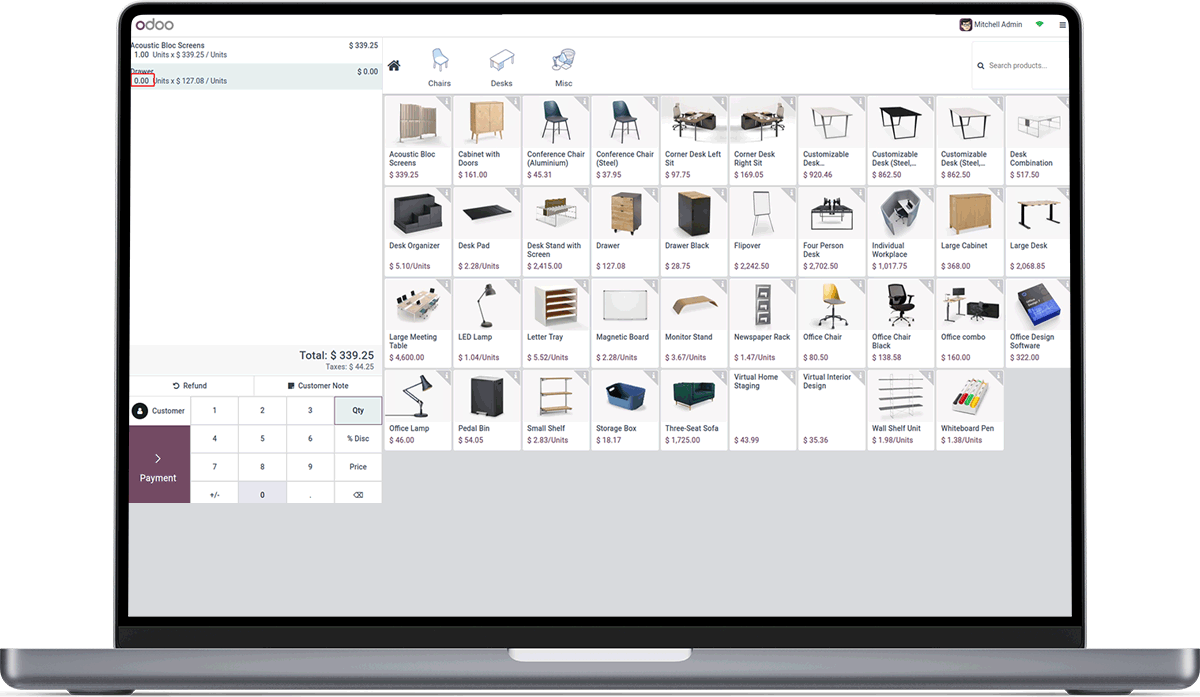 odoo
Mitchell Admin
Acoustic Bloc Screens $ 339.25
1.00 Units x $ 339.25 / Units
Drawer $ 0.00
0.00 Units x $ 127.08 / Units
Chairs Desks Misc
Search products...
Acoustic Bloc
Screens
$ 339.25
Cabinet with
Doors
$ 161.00
Conference Chair
(Aluminium)
$ 45.31
Conference Chair
(Steel)
$ 37.95
Corner Desk Left
Sit
$ 97.75
Corner Desk
Right Sit
$ 169.05
Customizable
Desk...
$ 920.46
Customizable
Desk (Steel,...
$ 862.50
Customizable
Desk (Steel,...
$ 862.50
Desk
Combination
$ 517.50
Desk Organizer
$ 5.10/Units
Desk Pad
$ 2.28/Units
Desk Stand with
Screen
$ 2,415.00
Drawer
$ 127.08
Drawer Black
$ 28.75
Flipover
$ 2,242.50
Four Person
Desk
$ 2,702.50
Individual
Workplace
$ 1,017.75
Large Cabinet
$ 368.00
Large Desk
$ 2,068.85
Large Meeting
Table
$ 4,600.00
LED Lamp
$ 1.04/Units
Letter Tray
$ 5.52/Units
Magnetic Board
$ 2.28/Units
Monitor Stand
$ 3.67/Units
Newspaper Rack
$ 1.47/Units
Office Chair
$ 80.50
Office Chair
Black
$ 138.58
Office combo
$ 160.00
Office Design
Software
$ 322.00
Office Lamp
$ 46.00
Pedal Bin
$ 54.05
Small Shelf
$ 2.83/Units
Storage Box
$ 18.17
Three-Seat Sofa
$ 1,725.00
Virtual Home
Staging
$ 43.99
Virtual Interior
Design
$ 35.36
Wall Shelf Unit
$ 1.98/Units
Whiteboard Pen
$ 1.38/Units
Total: $ 339.25
Taxes: $ 44.25
Refund Customer Note
Customer 1 2 3 Qty
4 5 6 % Disc
7 8 9 Price
Payment
+/- 0 .